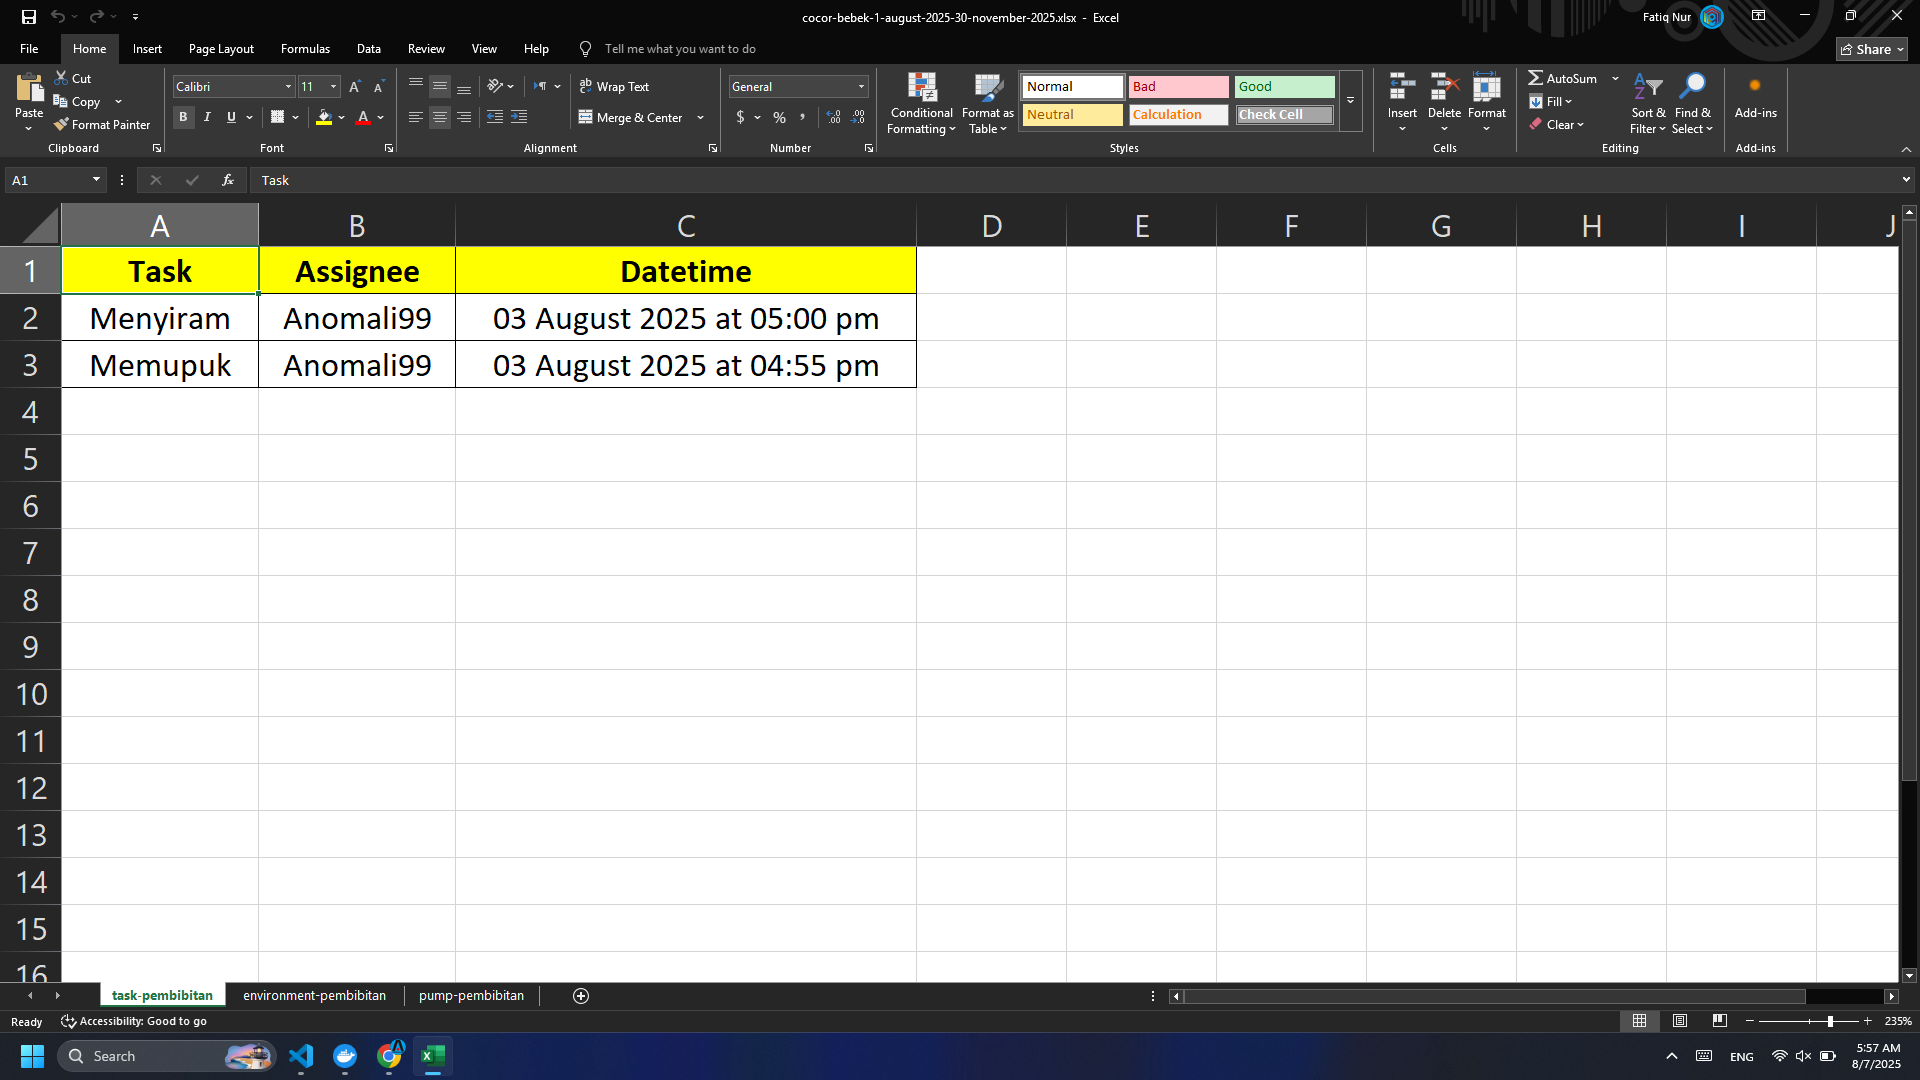 cocor-bebek-1-august-2025-30-november-2025.xlsx - Excel
Fatiq Nur
File Home Insert Page Layout Formulas Data Review View Help Tell me what you want to do Share
Paste
Cut
Copy
Format Painter
Clipboard
Calibri 11
B I U
Font
Wrap Text
Merge & Center
Alignment
General
$ % ,
Number
Conditional Formatting
Format as Table
Normal Bad Good
Neutral Calculation Check Cell
Styles
Insert Delete Format
Cells
AutoSum
Fill
Clear
Sort & Filter
Find & Select
Editing
Add-ins
Add-ins
A1 fx Task
A B C D E F G H I J
1 Task Assignee Datetime
2 Menyiram Anomali99 03 August 2025 at 05:00 pm
3 Memupuk Anomali99 03 August 2025 at 04:55 pm
4
5
6
7
8
9
10
11
12
13
14
15
16
task-pembibitan environment-pembibitan pump-pembibitan
Ready Accessibility: Good to go 235%
Search
ENG
5:57 AM
8/7/2025